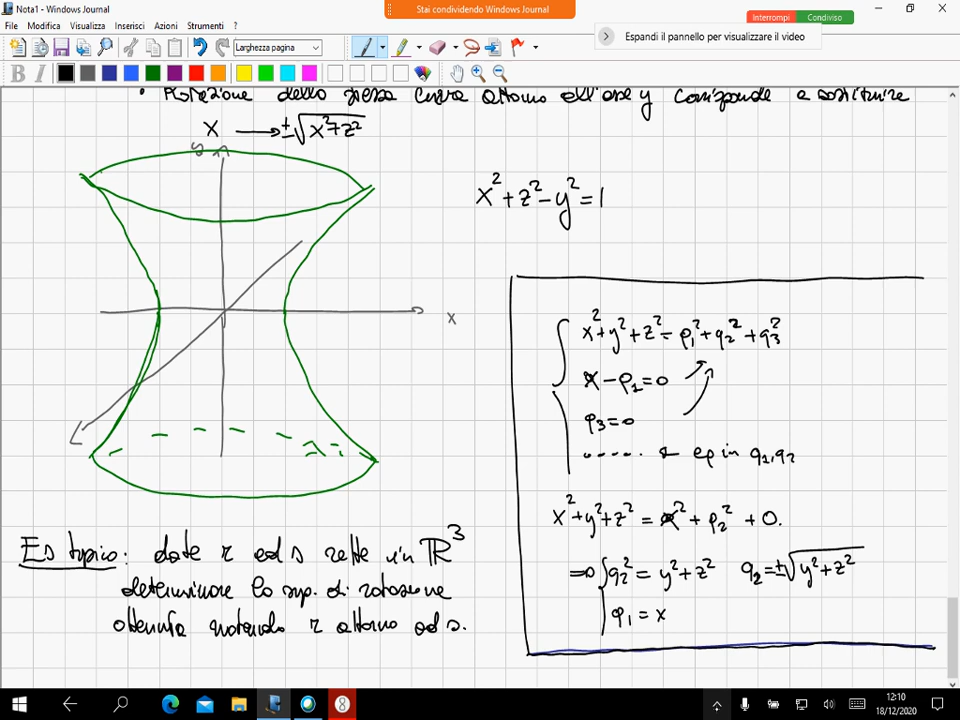 Nota1 - Windows Journal
Stai condividendo Windows Journal
Interrompi Condiviso
File Modifica Visualizza Inserisci Azioni Strumenti ?
Espandi il pannello per visualizzare il video
Larghezza pagina
B I
• Rotazione della stessa curva attorno all'asse y corrisponde a sostituire
x → ±√x²+z²
y
x
x²+z²-y²=1
x²+y²+z²=q₁²+q₂²+q₃²
x-q₁=0
q₃=0
..... ← eq in q₁,q₂
x²+y²+z² = x²+q₂²+0.
⇒ q₂² = y²+z² q₂=±√y²+z²
q₁ = x
Es tipico: date r ed s rette in ℝ³
determinare la sup. di rotazione
ottenuta ruotando r attorno ad s.
12:10
18/12/2020